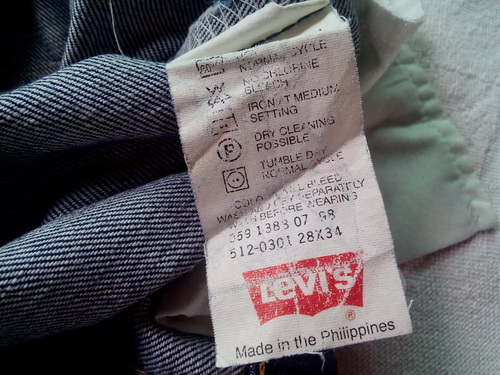 NORMAL CYCLE
NO CHLORINE
BLEACH
IRON AT MEDIUM
SETTING
DRY CLEANING
POSSIBLE
TUMBLE DRY
NORMAL CYCLE
COLOR WILL BLEED
WASH SEPARATELY
WASH BEFORE WEARING
1383 07 98
512-0301 28X34
Levi's
®
Made in the Philippines